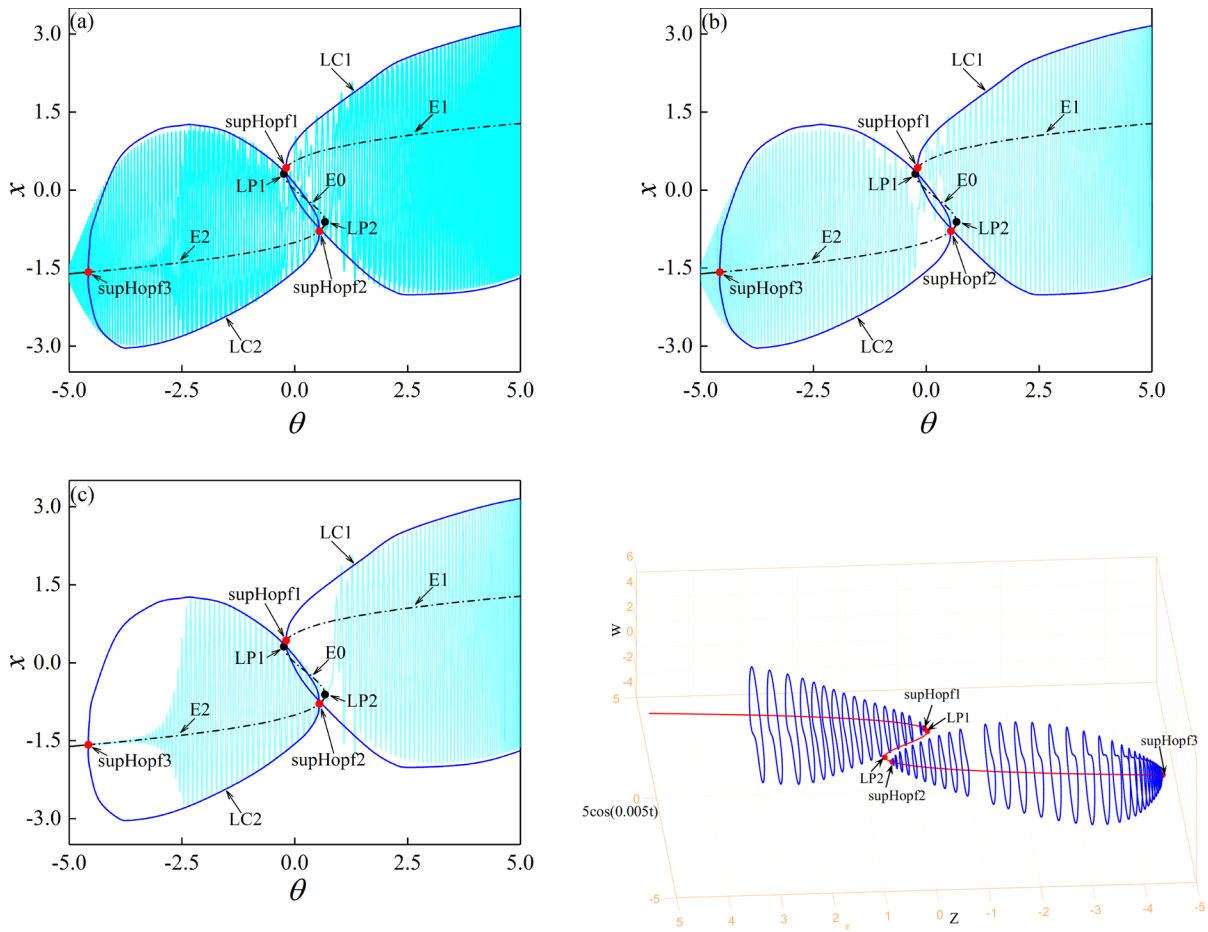 (a)
3.0
1.5
0.0
-1.5
-3.0
x
LC1
E1
supHopf1
LP1
E0
LP2
E2
supHopf3
supHopf2
LC2
-5.0 -2.5 0.0 2.5 5.0
θ
(b)
3.0
1.5
0.0
-1.5
-3.0
x
LC1
E1
supHopf1
LP1
E0
LP2
E2
supHopf3
supHopf2
LC2
-5.0 -2.5 0.0 2.5 5.0
θ
(c)
3.0
1.5
0.0
-1.5
-3.0
x
LC1
E1
supHopf1
LP1
E0
LP2
E2
supHopf3
supHopf2
LC2
-5.0 -2.5 0.0 2.5 5.0
θ
6
4
2
0
-2
-4
w
5
0
-5
5cos(0.005t)
supHopf1
LP1
supHopf3
LP2
supHopf2
5 4 3 2 1 0 -1 -2 -3 -4 -5
Z